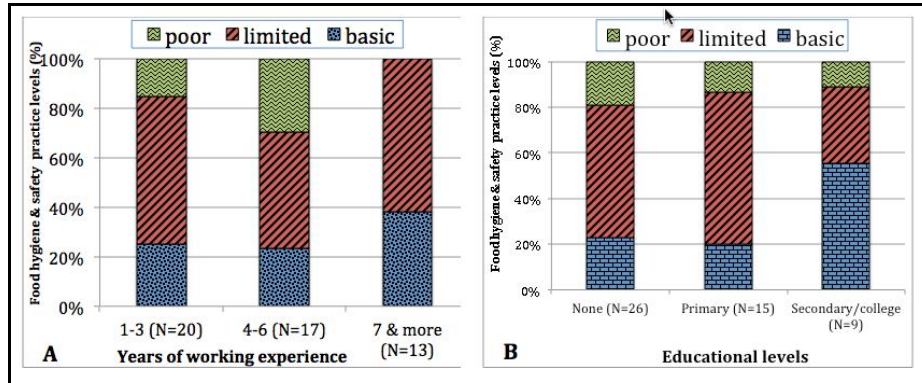 poor limited basic
Food hygiene & safety practice levels (%)
100%
80%
60%
40%
20%
0%
1-3 (N=20) 4-6 (N=17) 7 & more
(N=13)
A Years of working experience
poor limited basic
Food hygiene & safety practice levels (%)
100%
80%
60%
40%
20%
0%
None (N=26) Primary (N=15) Secondary/college
(N=9)
B Educational levels